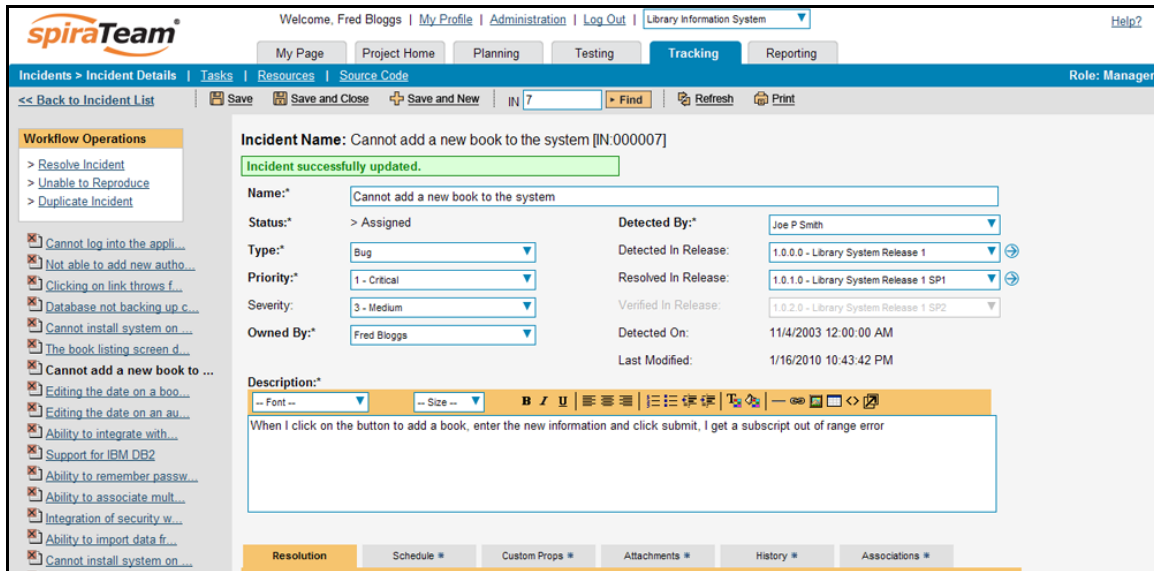 spiraTeam
Welcome, Fred Bloggs | My Profile | Administration | Log Out | Library Information System
Help?
My Page Project Home Planning Testing Tracking Reporting
Incidents > Incident Details | Tasks | Resources | Source Code
Role: Manager
<< Back to Incident List
Save Save and Close Save and New IN 7 Find Refresh Print
Workflow Operations
> Resolve Incident
> Unable to Reproduce
> Duplicate Incident
Cannot log into the appli...
Not able to add new autho...
Clicking on link throws f...
Database not backing up c...
Cannot install system on ...
The book listing screen d...
Cannot add a new book to ...
Editing the date on a boo...
Editing the date on an au...
Ability to integrate with...
Support for IBM DB2
Ability to remember passw...
Ability to associate mult...
Integration of security w...
Ability to import data fr...
Cannot install system on ...
Incident Name: Cannot add a new book to the system [IN:000007]
Incident successfully updated.
Name:* Cannot add a new book to the system
Status:* > Assigned Detected By:* Joe P Smith
Type:* Bug Detected In Release: 1.0.0.0 - Library System Release 1
Priority:* 1 - Critical Resolved In Release: 1.0.1.0 - Library System Release 1 SP1
Severity: 3 - Medium Verified In Release: 1.0.2.0 - Library System Release 1 SP2
Owned By:* Fred Bloggs Detected On: 11/4/2003 12:00:00 AM
Last Modified: 1/16/2010 10:43:42 PM
Description:*
-- Font -- -- Size -- B I U
When I click on the button to add a book, enter the new information and click submit, I get a subscript out of range error
Resolution Schedule Custom Props Attachments History Associations